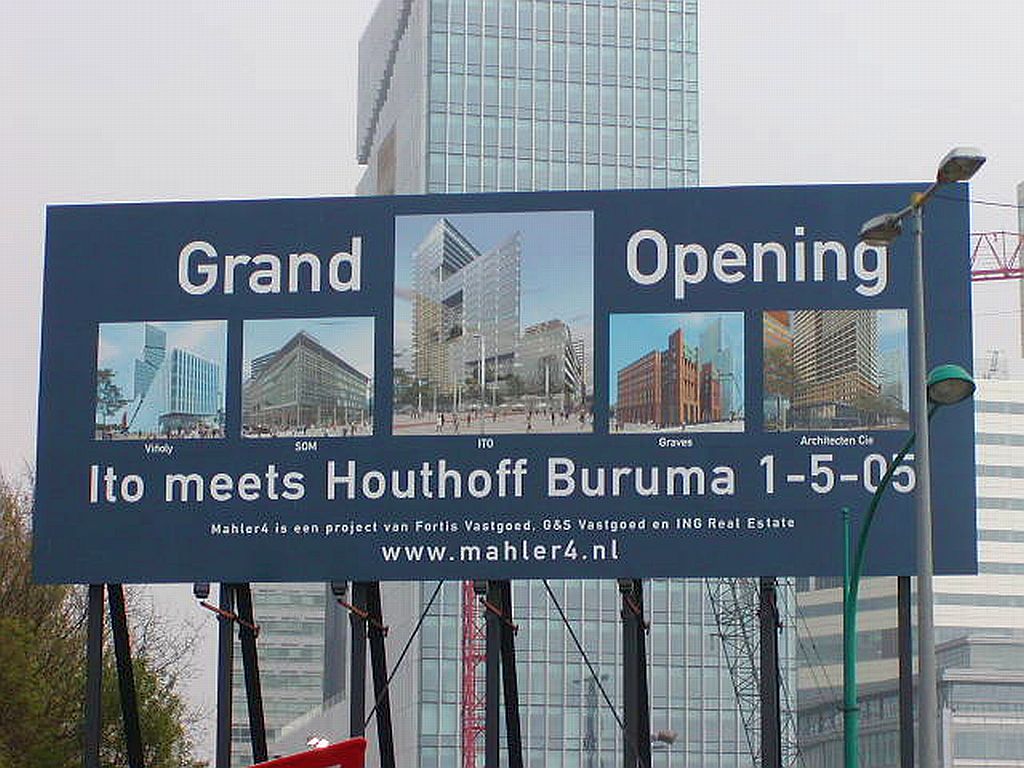 Grand Opening
Viñoly SOM ITO Graves Architecten Cie
Ito meets Houthoff Buruma 1-5-05
Mahler4 is een project van Fortis Vastgoed, G&S Vastgoed en ING Real Estate
www.mahler4.nl